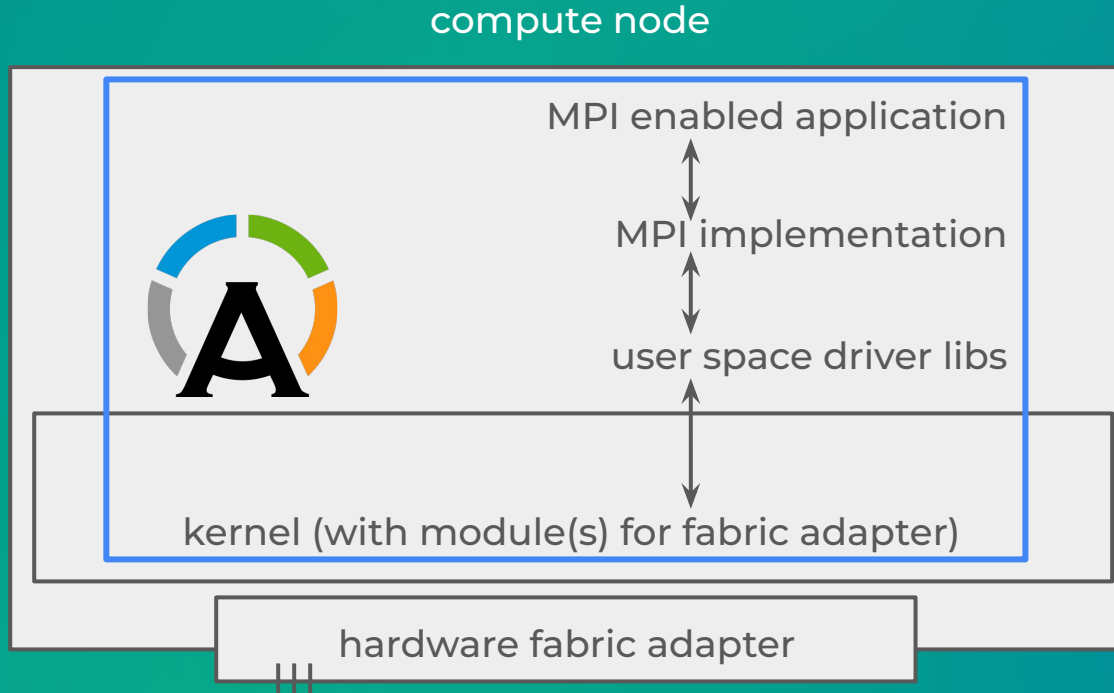 compute node
MPI enabled application
MPI implementation
user space driver libs
kernel (with module(s) for fabric adapter)
hardware fabric adapter